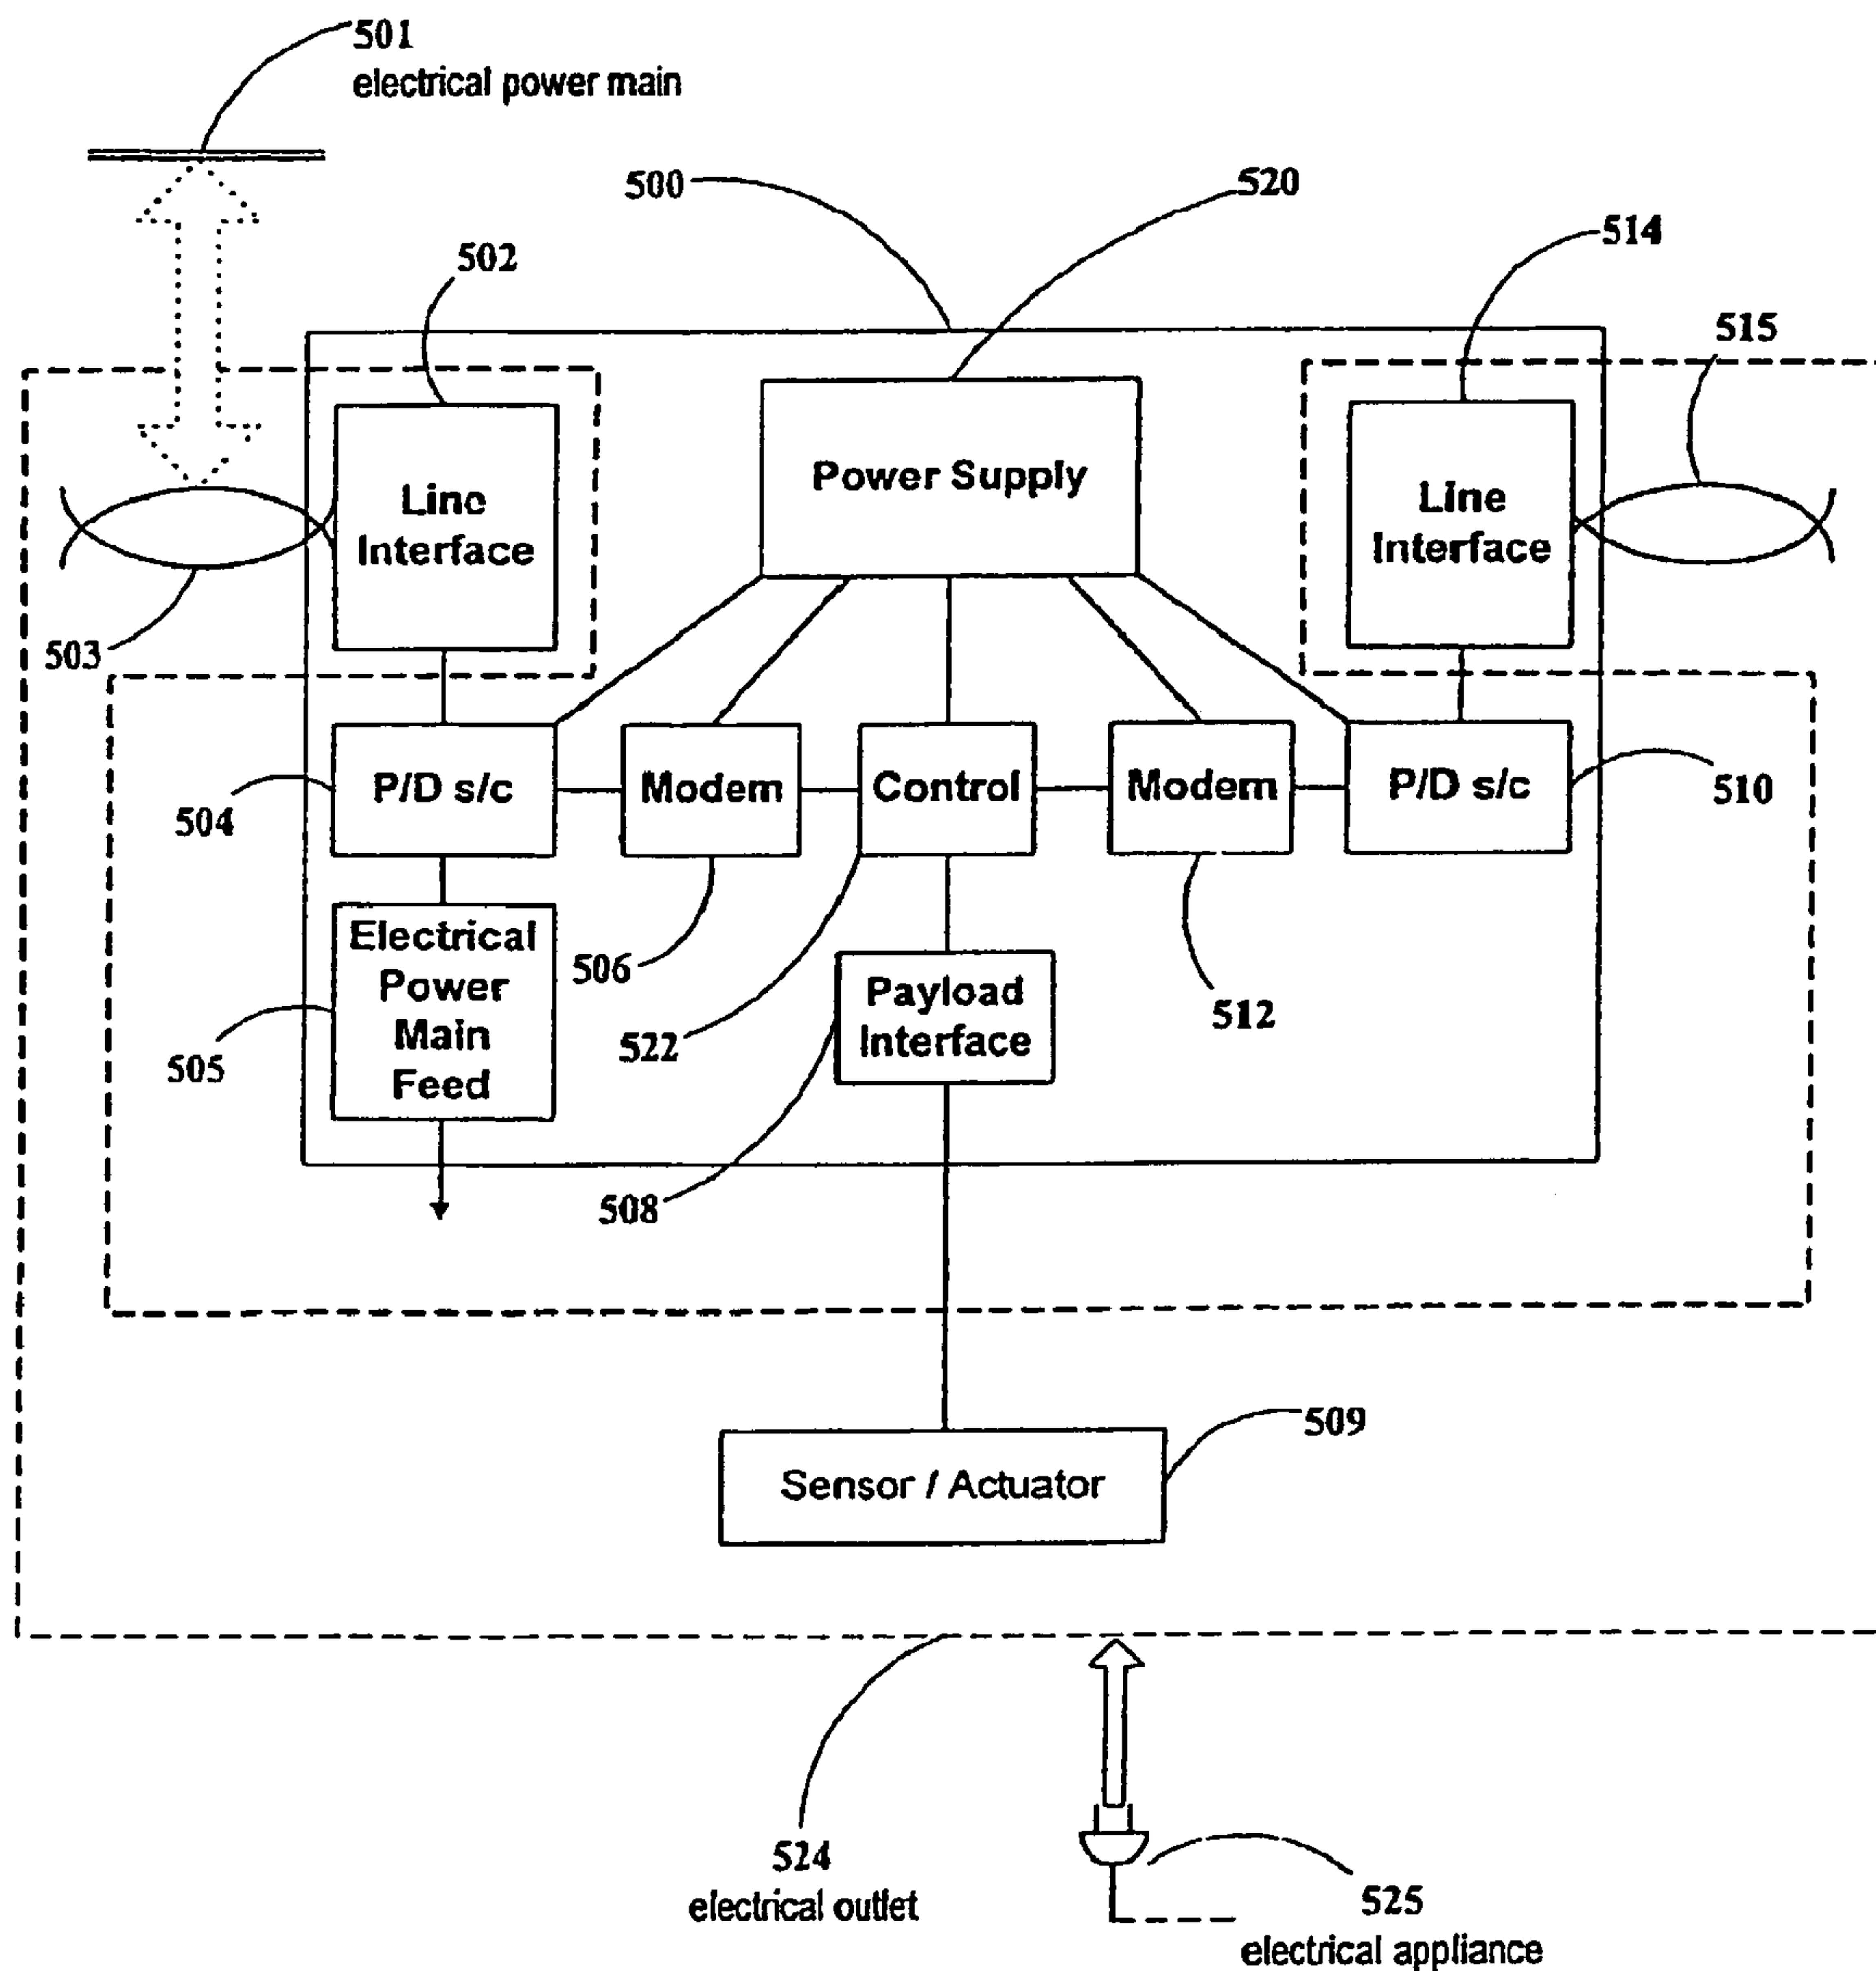 501
electrical power main
500
520
502
514
515
Line
Interface
Power Supply
Line
Interface
503
P/D s/c
Modem
Control
Modem
P/D s/c
504
510
Electrical
Power
Main
Feed
506
Payload
Interface
512
505
522
508
509
Sensor / Actuator
524
electrical outlet
525
electrical appliance